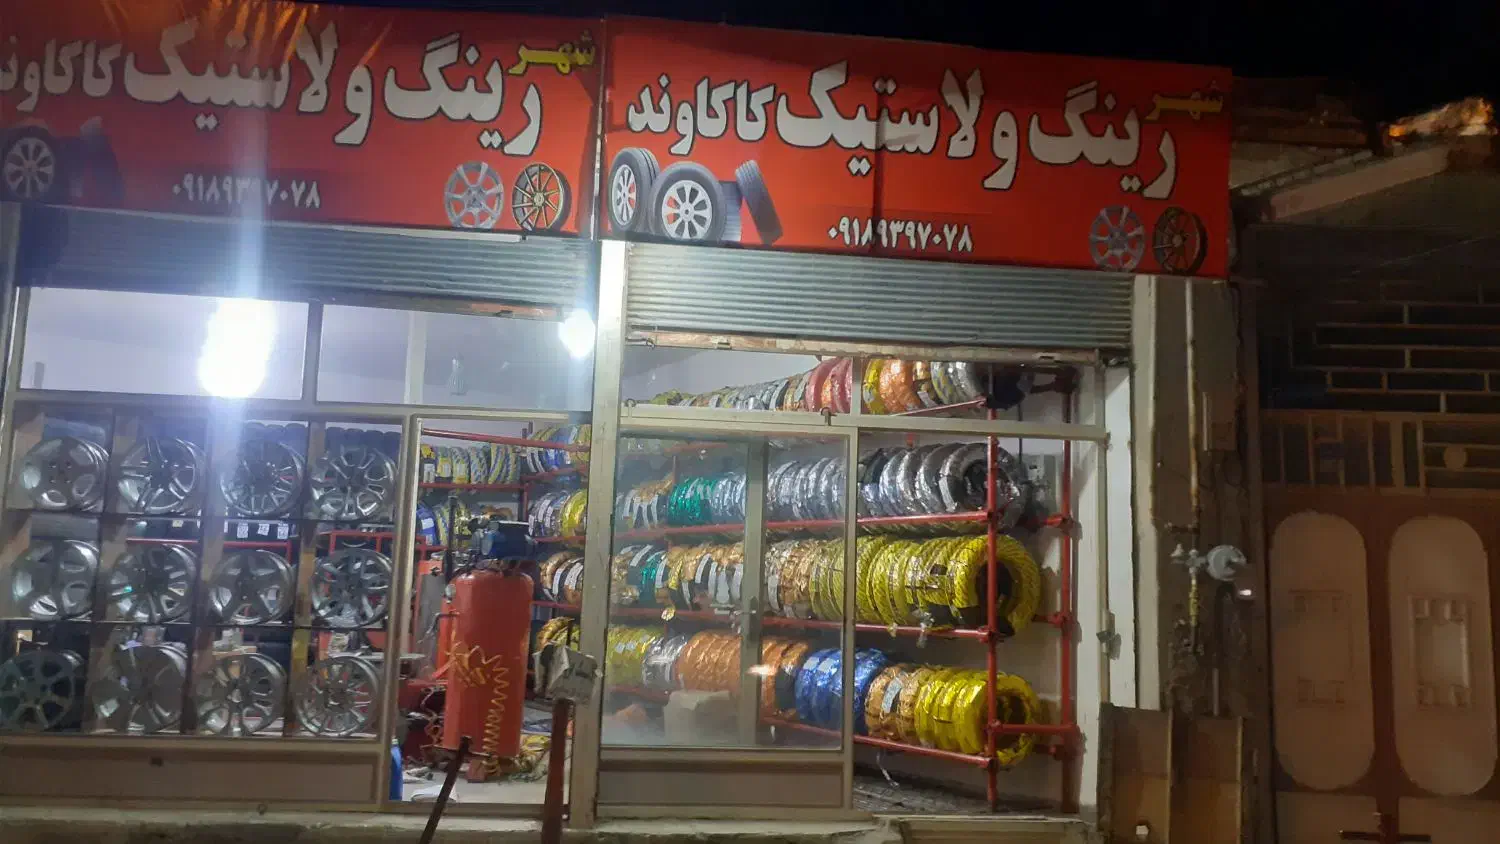 شهر
رینگ و لاستیک کاکاوند
۰۹۱۸۹۳۹۷۰۷۸
شهر
رینگ و لاستیک کاکاوند
۰۹۱۸۹۳۹۷۰۷۸